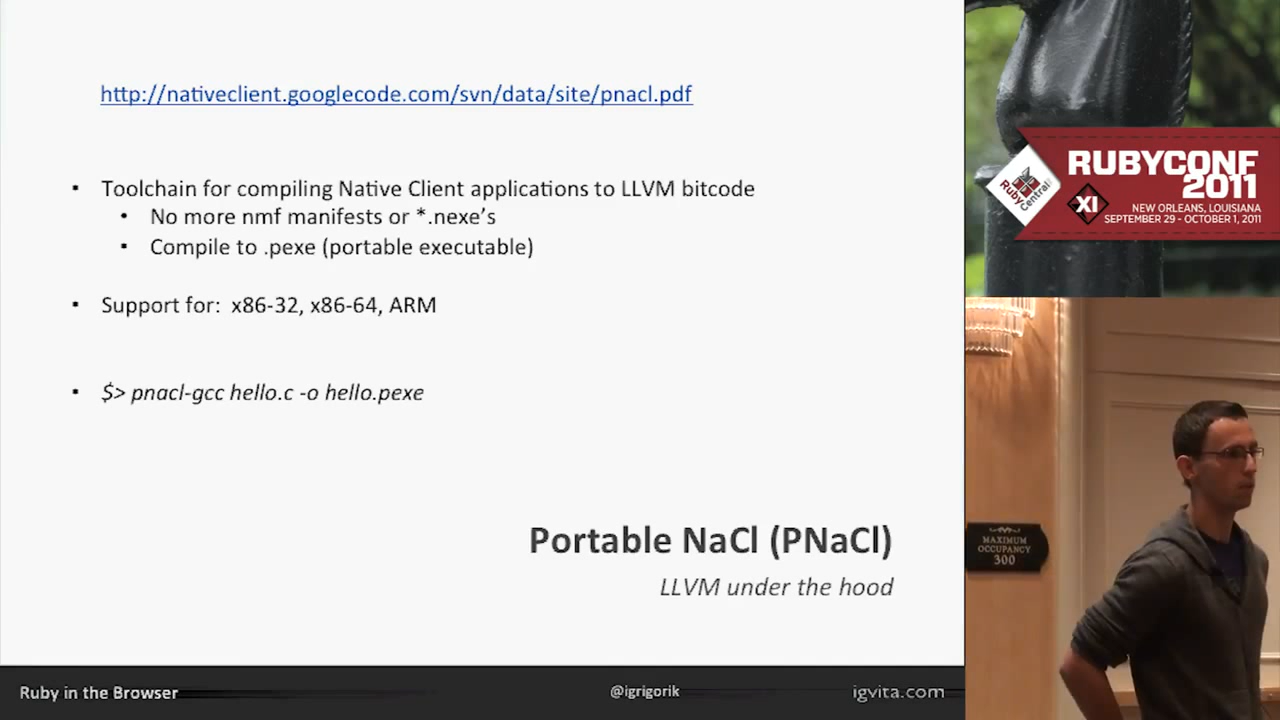 http://nativeclient.googlecode.com/svn/data/site/pnacl.pdf
▪ Toolchain for compiling Native Client applications to LLVM bitcode
• No more nmf manifests or *.nexe’s
▪ Compile to .pexe (portable executable)
▪ Support for: x86-32, x86-64, ARM
▪ $> pnacl-gcc hello.c -o hello.pexe
Portable NaCl (PNaCl)
LLVM under the hood
Ruby in the Browser
@igrigorik
igvita.com
RubyCentral
RUBYCONF
2011
XI
NEW ORLEANS, LOUISIANA
SEPTEMBER 29 - OCTOBER 1, 2011
MAXIMUM
OCCUPANCY
300